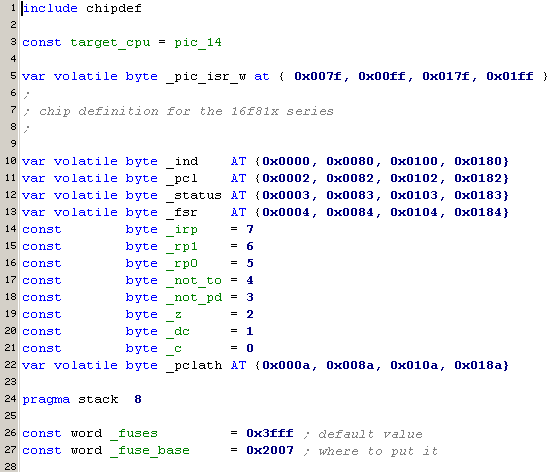 1 include chipdef
2
3 const target_cpu = pic_14
4
5 var volatile byte _pic_isr_w at { 0x007f, 0x00ff, 0x017f, 0x01ff }
6 ;
7 ; chip definition for the 16f81x series
8 ;
9
10 var volatile byte _ind    AT {0x0000, 0x0080, 0x0100, 0x0180}
11 var volatile byte _pcl    AT {0x0002, 0x0082, 0x0102, 0x0182}
12 var volatile byte _status AT {0x0003, 0x0083, 0x0103, 0x0183}
13 var volatile byte _fsr    AT {0x0004, 0x0084, 0x0104, 0x0184}
14 const        byte _irp    = 7
15 const        byte _rp1    = 6
16 const        byte _rp0    = 5
17 const        byte _not_to = 4
18 const        byte _not_pd = 3
19 const        byte _z      = 2
20 const        byte _dc     = 1
21 const        byte _c      = 0
22 var volatile byte _pclath AT {0x000a, 0x008a, 0x010a, 0x018a}
23
24 pragma stack  8
25
26 const word _fuses         = 0x3fff ; default value
27 const word _fuse_base     = 0x2007 ; where to put it
28